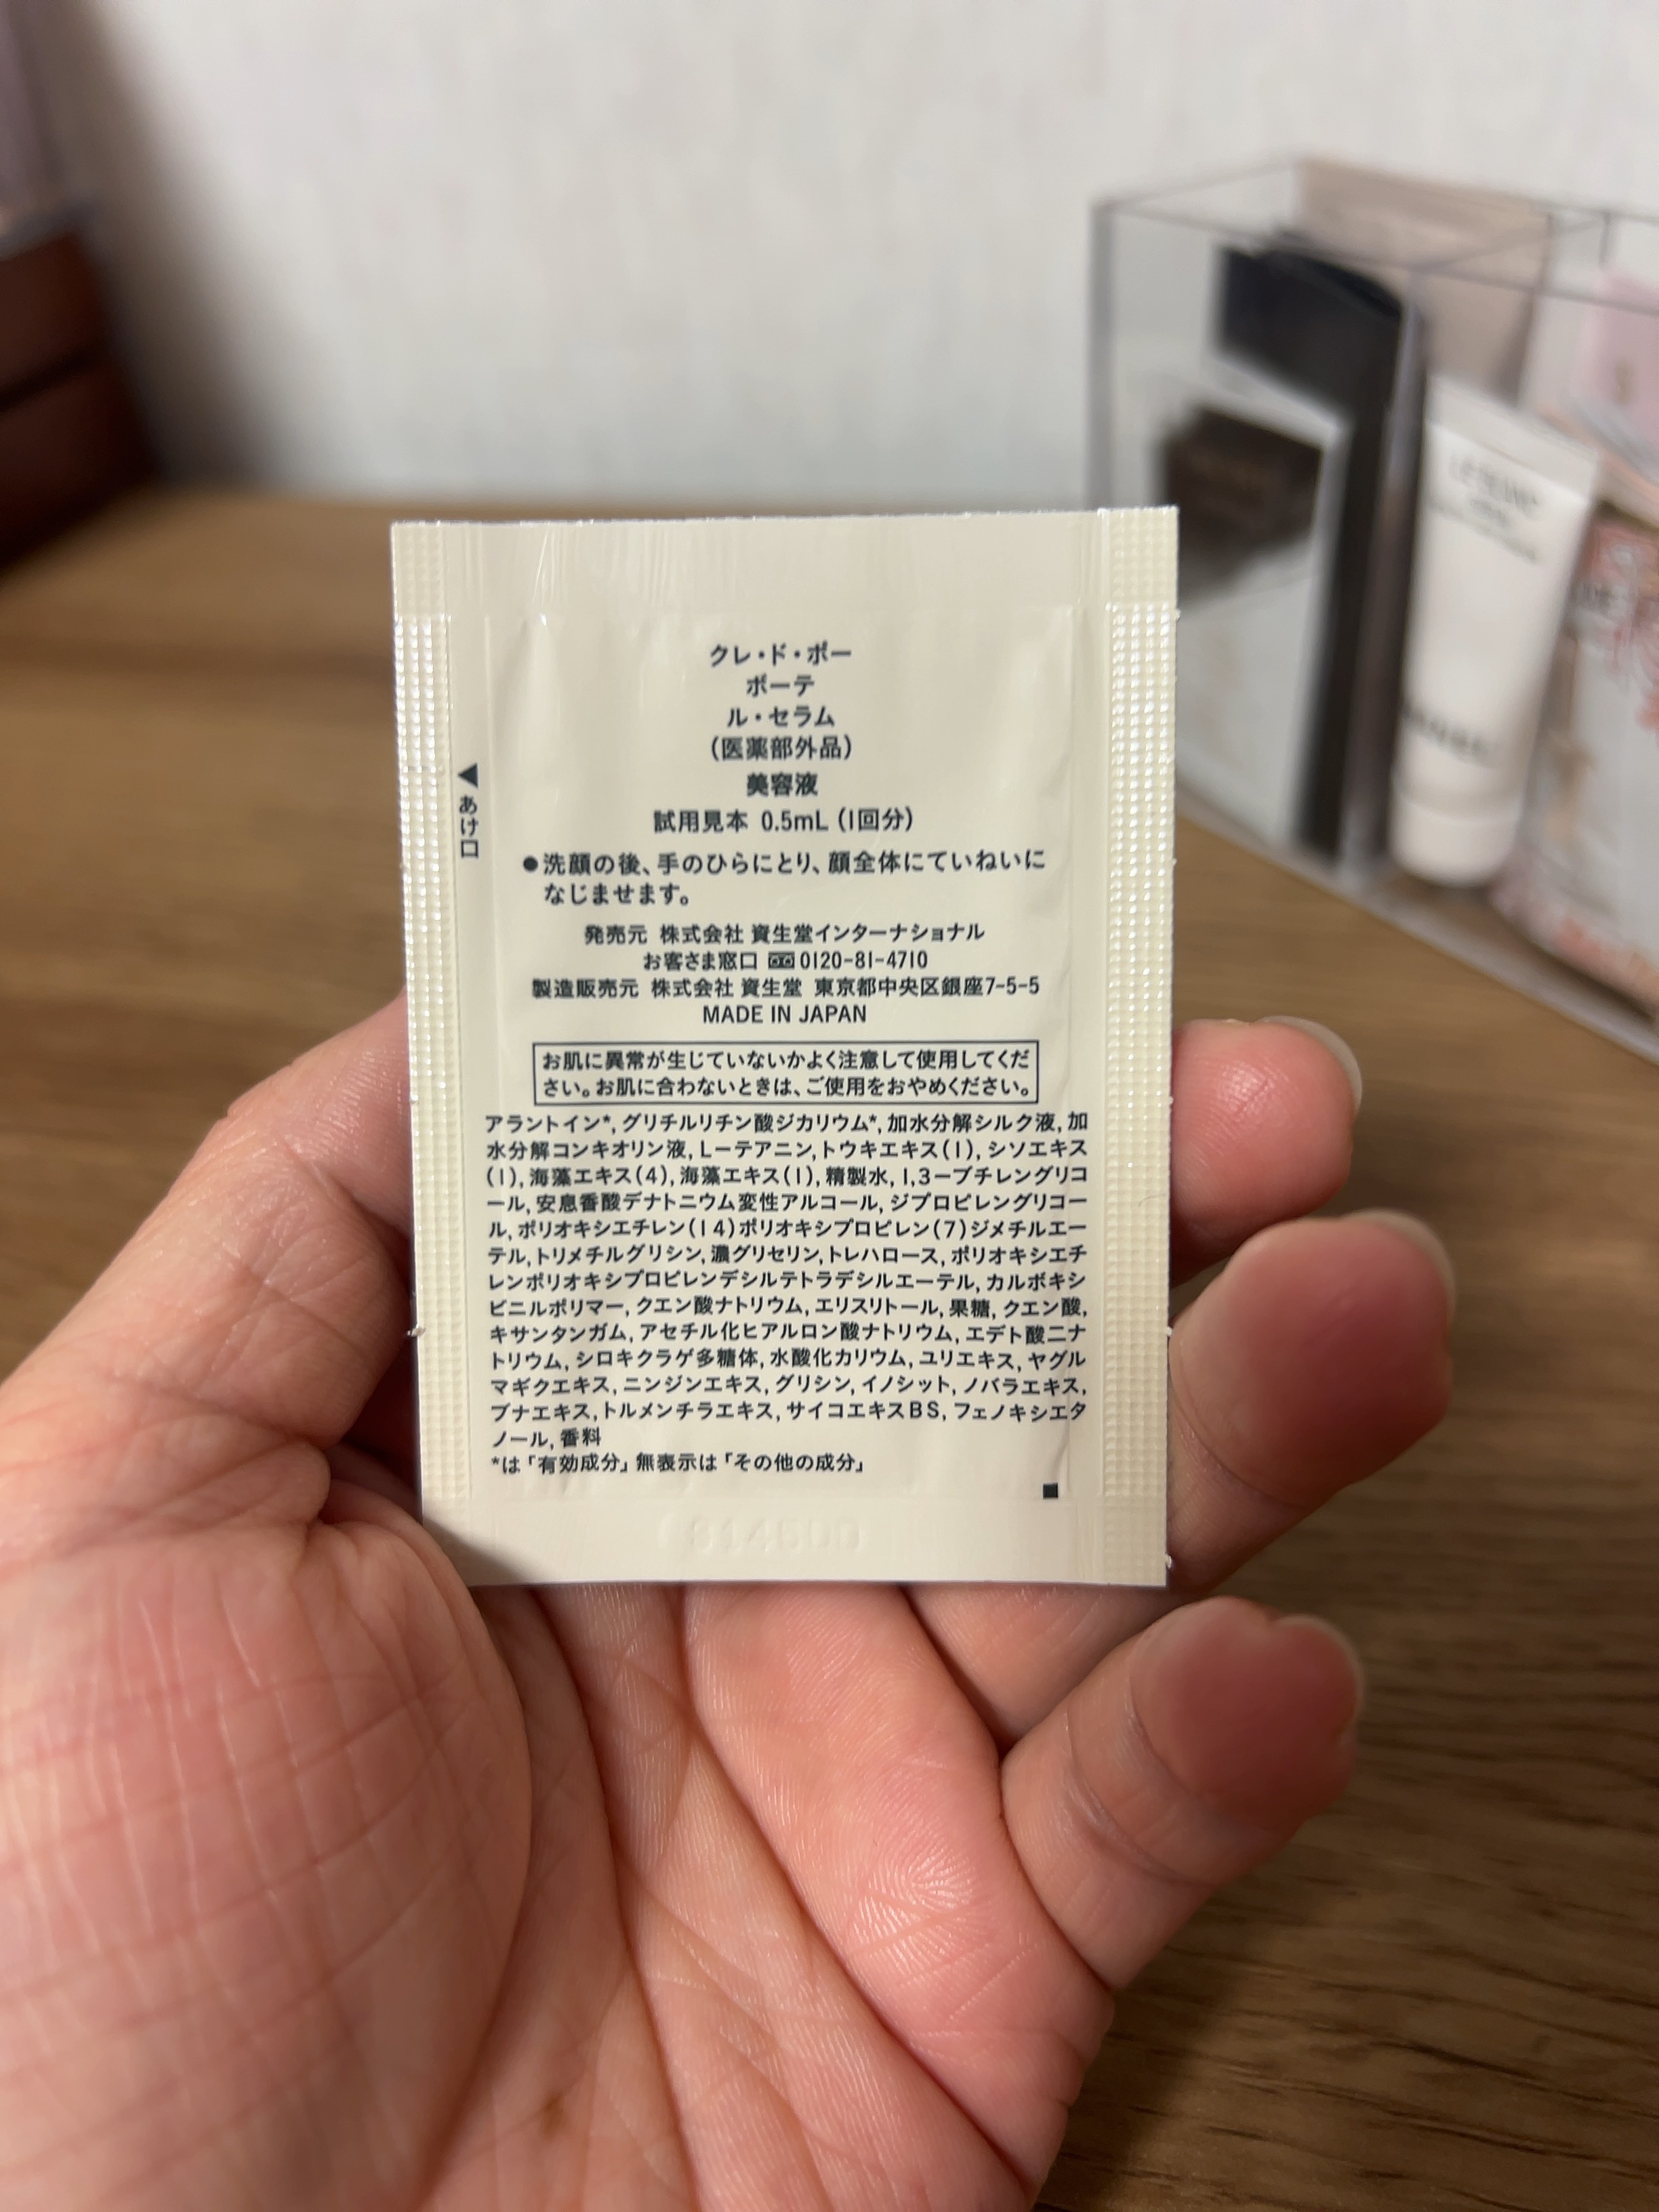 クレ・ド・ポー
ボーテ
ル・セラム
(医薬部外品)
美容液
試用見本 0.5mL (1回分)
◀あけ口
●洗顔の後、手のひらにとり、顔全体にていねいに
なじませます。
発売元 株式会社 資生堂インターナショナル
お客さま窓口 0120-81-4710
製造販売元 株式会社 資生堂 東京都中央区銀座7-5-5
MADE IN JAPAN
お肌に異常が生じていないかよく注意して使用してくだ
さい。お肌に合わないときは、ご使用をおやめください。
アラントイン*, グリチルリチン酸ジカリウム*, 加水分解シルク液, 加
水分解コンキオリン液, L－テアニン, トウキエキス(1), シソエキス
(1), 海藻エキス(4), 海藻エキス(1), 精製水, 1,3－ブチレングリコ
ール, 安息香酸デナトニウム変性アルコール, ジプロピレングリコー
ル, ポリオキシエチレン(14)ポリオキシプロピレン(7)ジメチルエー
テル, トリメチルグリシン, 濃グリセリン, トレハロース, ポリオキシエチ
レンポリオキシプロピレンデシルテトラデシルエーテル, カルボキシ
ビニルポリマー, クエン酸ナトリウム, エリスリトール, 果糖, クエン酸,
キサンタンガム, アセチル化ヒアルロン酸ナトリウム, エデト酸二ナ
トリウム, シロキクラゲ多糖体, 水酸化カリウム, ユリエキス, ヤグル
マギクエキス, ニンジンエキス, グリシン, イノシット, ノバラエキス,
ブナエキス, トルメンチラエキス, サイコエキスBS, フェノキシエタ
ノール, 香料
*は「有効成分」無表示は「その他の成分」